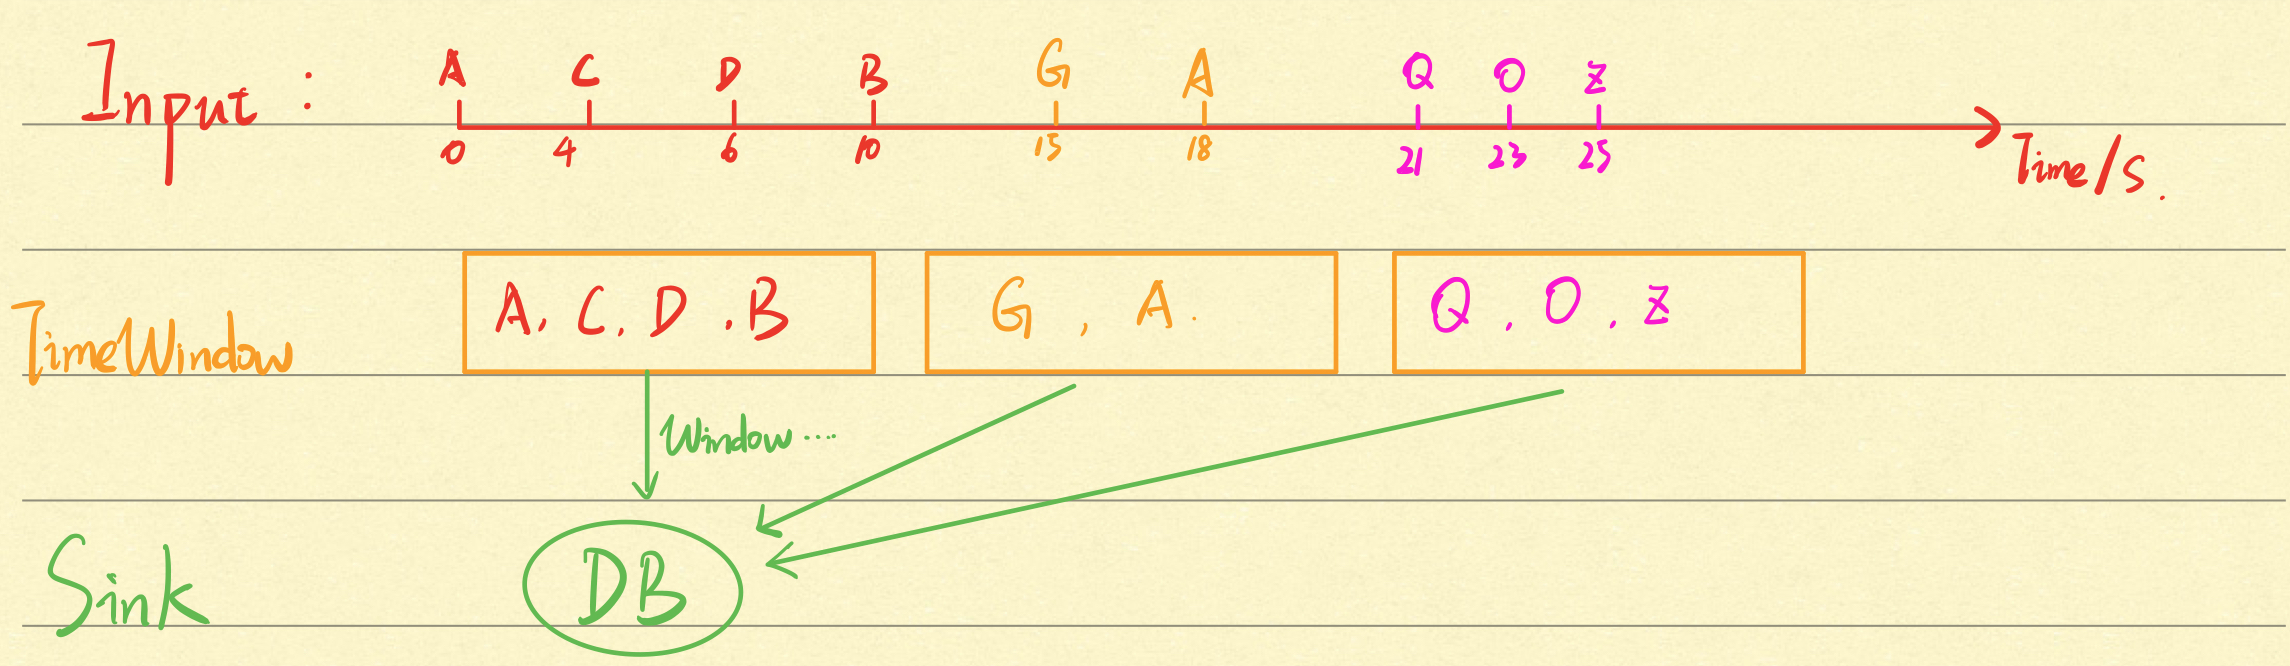 Input : A C D B G A Q O Z
0 4 6 10 15 18 21 23 25 Time/s.
TimeWindow A, C, D, B G, A. Q, O, Z
Window ....
Sink DB